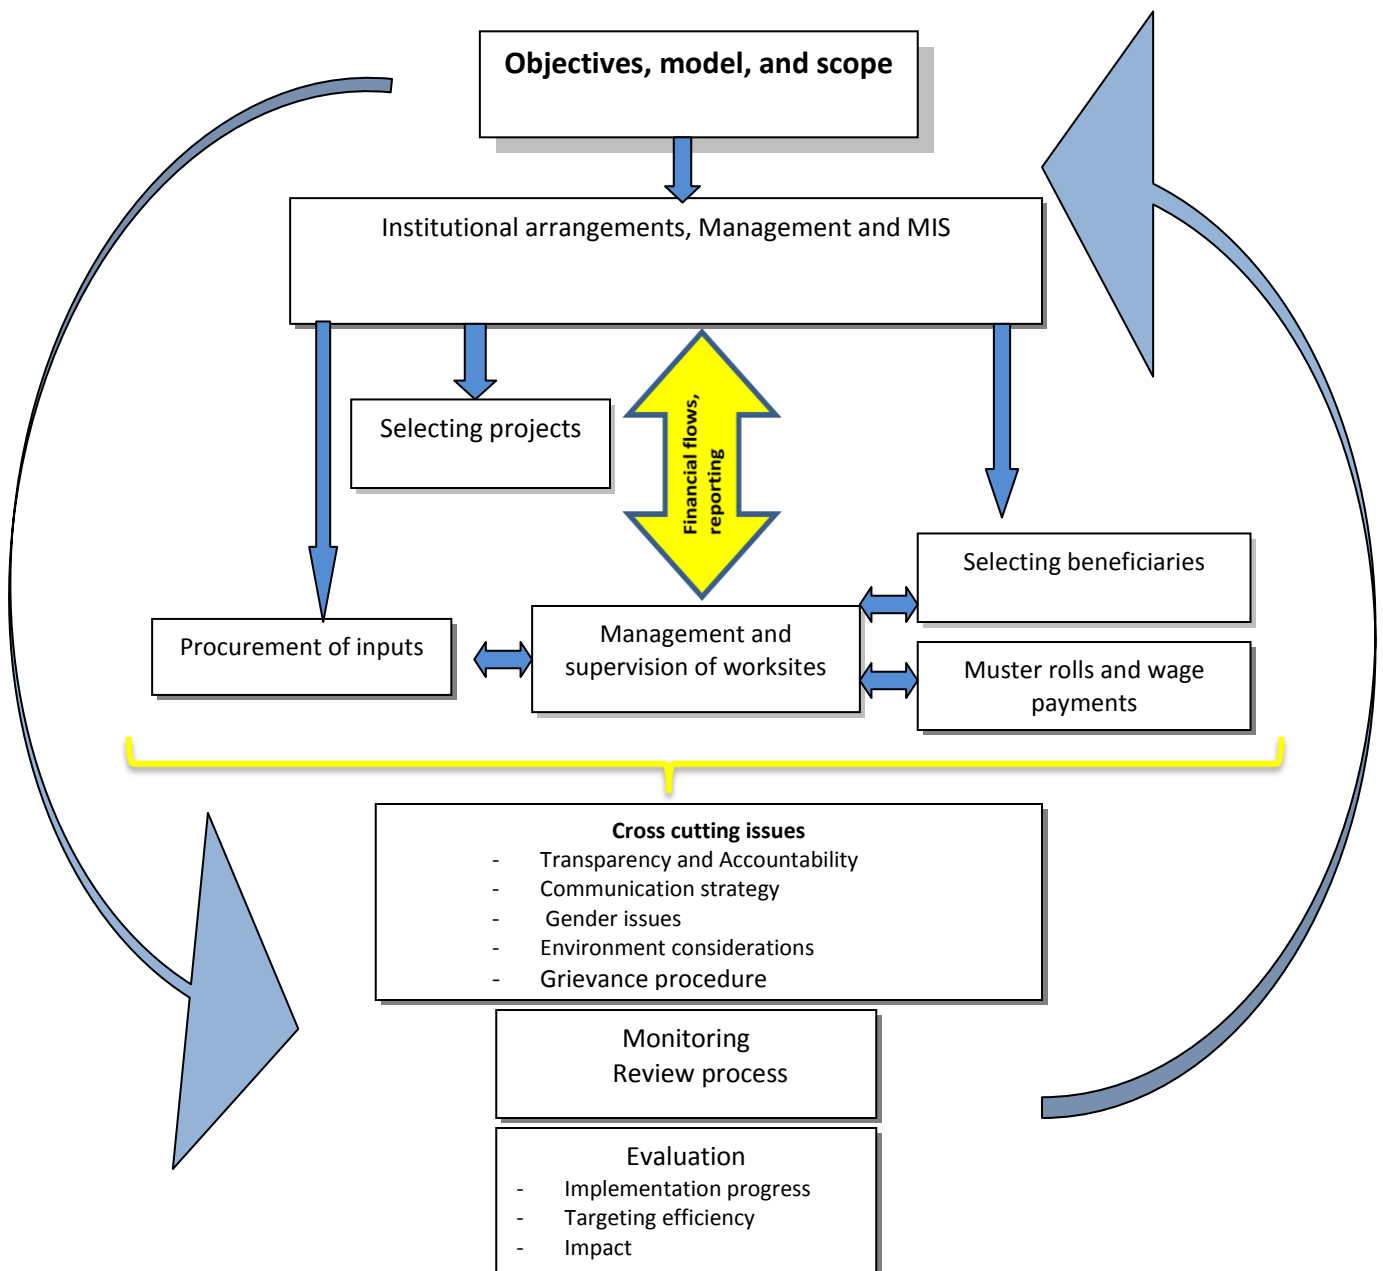 Objectives, model, and scope
Institutional arrangements, Management and MIS
Selecting projects
Financial flows,
reporting
Selecting beneficiaries
Procurement of inputs
Management and
supervision of worksites
Muster rolls and wage
payments
Cross cutting issues
- Transparency and Accountability
- Communication strategy
- Gender issues
- Environment considerations
- Grievance procedure
Monitoring
Review process
Evaluation
- Implementation progress
- Targeting efficiency
- Impact